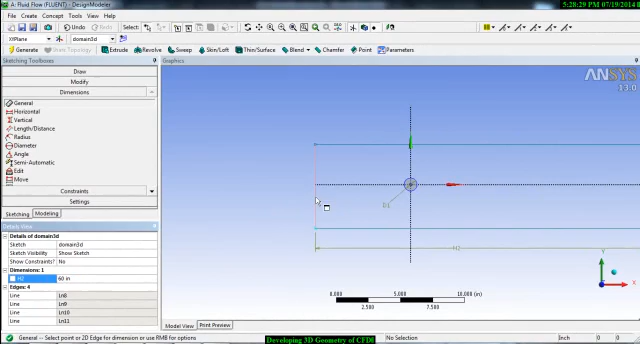 A: Fluid Flow (FLUENT) - DesignModeler
5:28:29 PM 07/19/2014
File Create Concept Tools View Help
Undo Redo Select:
XYPlane domain3d
Generate Share Topology Extrude Revolve Sweep Skin/Loft Thin/Surface Blend Chamfer Point Parameters
Sketching Toolboxes
Graphics
Draw
Modify
Dimensions
General
Horizontal
Vertical
Length/Distance
Radius
Diameter
Angle
Semi-Automatic
Edit
Move
Constraints
Settings
Sketching Modeling
Details View
Details of domain3d
Sketch domain3d
Sketch Visibility Show Sketch
Show Constraints? No
Dimensions: 1
H2 60 in
Edges: 4
Line Ln8
Line Ln9
Line Ln10
Line Ln11
ANSYS
13.0
D1
H2
Y
X
0.000 5.000 10.000 (in)
2.500 7.500
Model View Print Preview
General -- Select point or 2D Edge for dimension or use RMB for options
Developing 3D Geometry of CFDI
No Selection
Inch 0 0